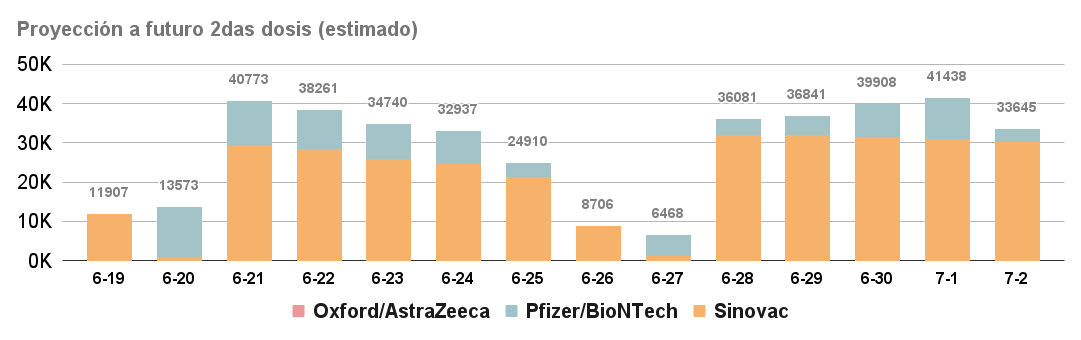 Proyección a futuro 2das dosis (estimado)
50K
40K
30K
20K
10K
0K
11907
13573
40773
38261
34740
32937
24910
8706
6468
36081
36841
39908
41438
33645
6-19 6-20 6-21 6-22 6-23 6-24 6-25 6-26 6-27 6-28 6-29 6-30 7-1 7-2
Oxford/AstraZeeca Pfizer/BioNTech Sinovac